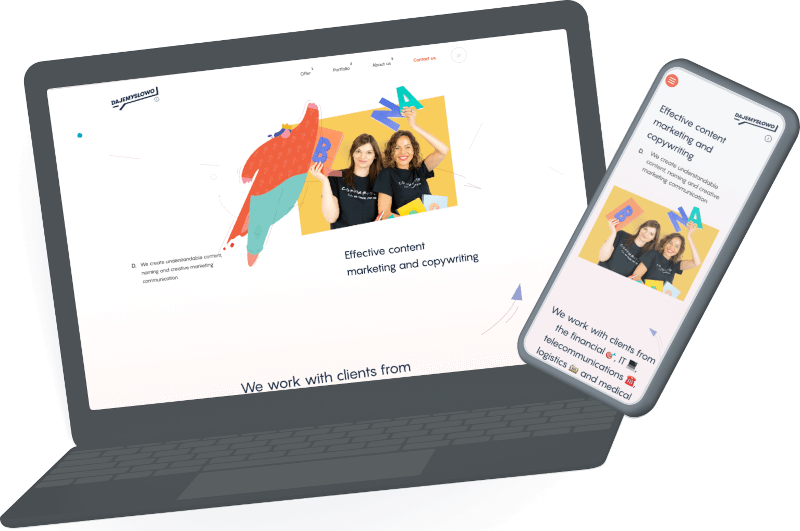 DAJEMYSŁOWO
Offer
Portfolio
About us
Contact us
B
N
A
D.
We create understandable content,
naming and creative marketing
communication
Effective content
marketing and copywriting
We work with clients from
DAJEMYSŁOWO
Effective content
marketing and
copywriting
D.
We create understandable
content, naming and creative
marketing communication
B
N
A
We work with clients from
the financial 🎯, IT 🖥️,
telecommunications ☎️,
logistics 📦 and medical